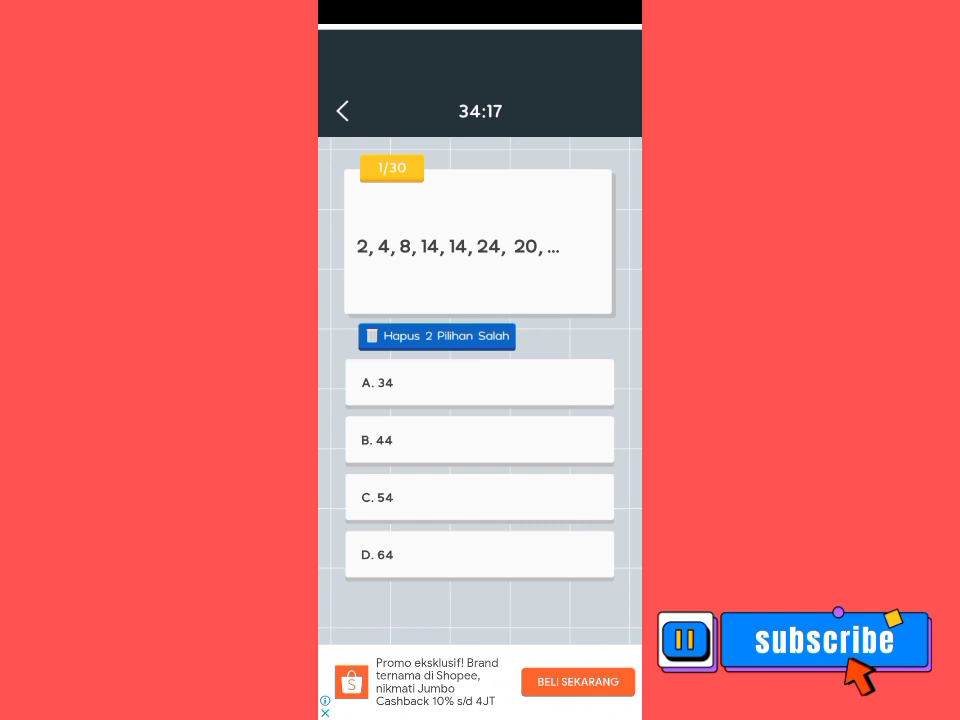 34:17
1/30
2, 4, 8, 14, 14, 24, 20, ...
Hapus 2 Pilihan Salah
A. 34
B. 44
C. 54
D. 64
Promo eksklusif! Brand
ternama di Shopee,
nikmati Jumbo
Cashback 10% s/d 4JT
BELI SEKARANG
subscribe